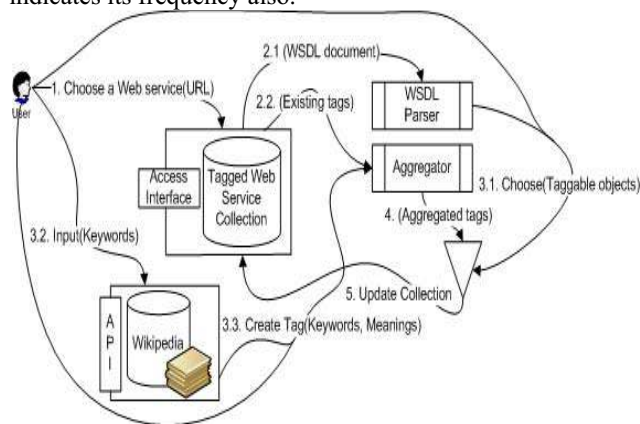 indicates its frequency also.
2.1 (WSDL document)
1. Choose a Web service(URL)
User
2.2. (Existing tags)
WSDL
Parser
Access
Interface
Tagged Web
Service
Collection
Aggregator
3.1. Choose(Taggable objects)
4. (Aggregated tags)
3.2. Input(Keywords)
5. Update Collection
A
P
I
Wikipedia
3.3. Create Tag(Keywords, Meanings)